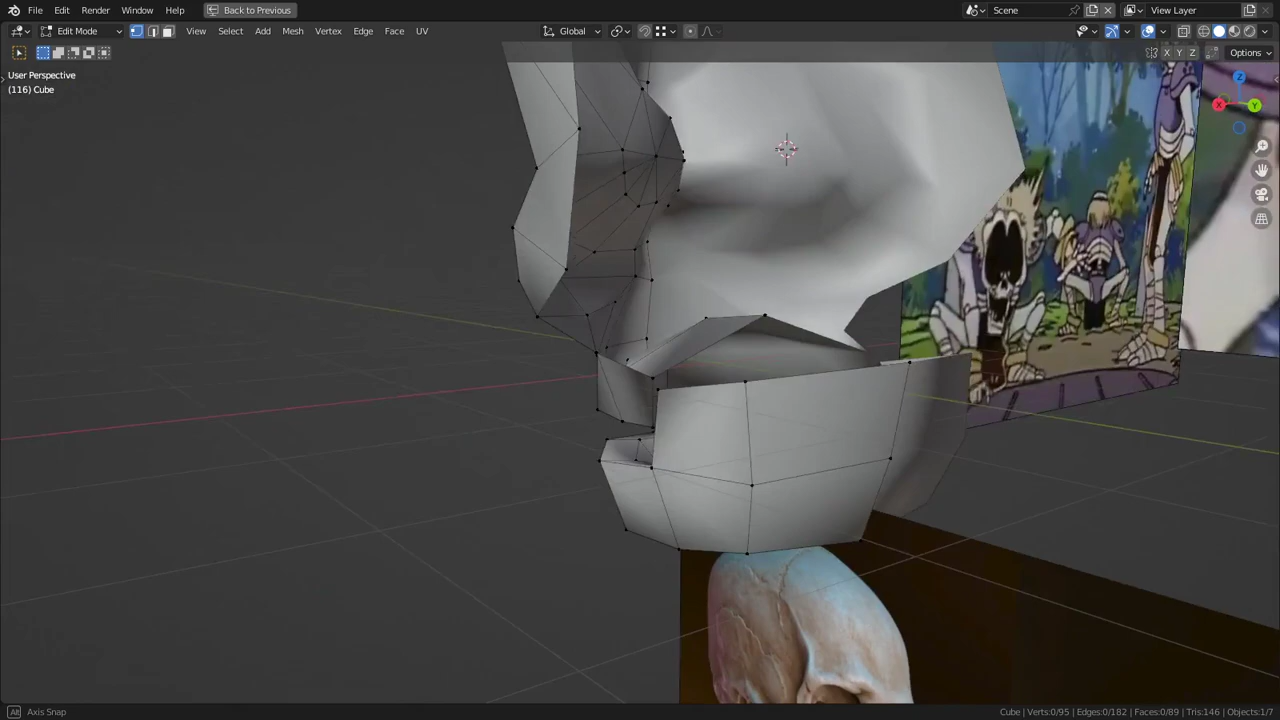 File Edit Render Window Help Back to Previous Scene View Layer
Edit Mode View Select Add Mesh Vertex Edge Face UV Global
X Y Z Options
User Perspective
(116) Cube
Z
X Y
Alt Axis Snap Cube | Verts:0/95 | Edges:0/182 | Faces:0/89 | Tris:146 | Objects:1/7